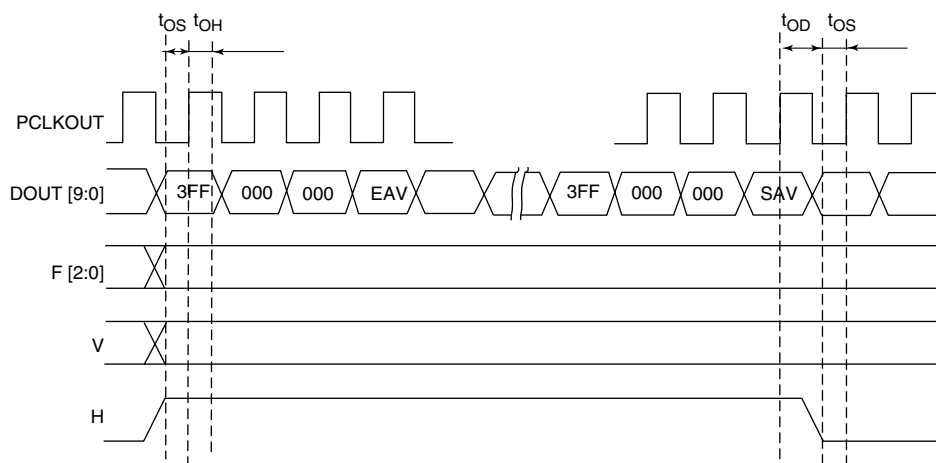 tOS tOH tOD tOS
PCLKOUT
DOUT [9:0] 3FF 000 000 EAV 3FF 000 000 SAV
F [2:0]
V
H